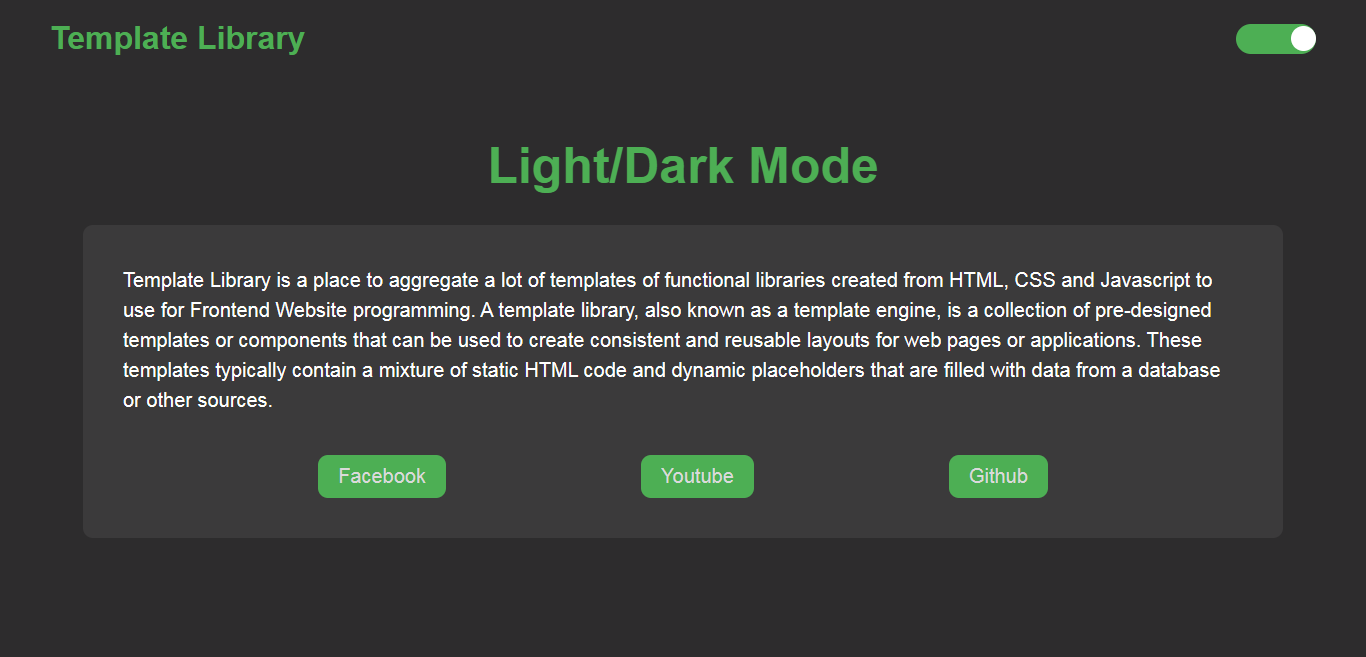 Template Library
Light/Dark Mode
Template Library is a place to aggregate a lot of templates of functional libraries created from HTML, CSS and Javascript to
use for Frontend Website programming. A template library, also known as a template engine, is a collection of pre-designed
templates or components that can be used to create consistent and reusable layouts for web pages or applications. These
templates typically contain a mixture of static HTML code and dynamic placeholders that are filled with data from a database
or other sources.
Facebook
Youtube
Github